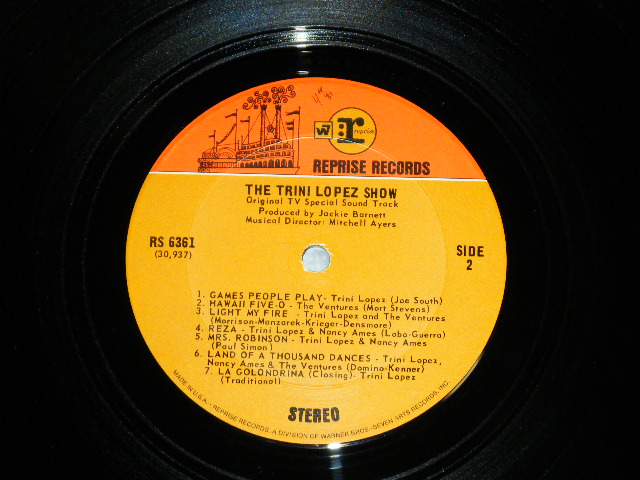 W7
r
reprise
REPRISE RECORDS
THE TRINI LOPEZ SHOW
Original TV Special Sound Track
Produced by Jackie Barnett
Musical Director: Mitchell Ayers
RS 6361
(30,937)
SIDE
2
1. GAMES PEOPLE PLAY - Trini Lopez (Joe South)
2. HAWAII FIVE-O - The Ventures (Mort Stevens)
3. LIGHT MY FIRE - Trini Lopez and The Ventures
(Morrison-Manzarek-Krieger-Densmore)
4. REZA - Trini Lopez & Nancy Ames (Lobo-Guerra)
5. MRS. ROBINSON - Trini Lopez & Nancy Ames
(Paul Simon)
6. LAND OF A THOUSAND DANCES - Trini Lopez,
Nancy Ames & The Ventures (Domino-Kenner)
7. LA GOLONDRINA (Closing) - Trini Lopez
(Traditional)
STEREO
MADE IN U.S.A. • REPRISE RECORDS, A DIVISION OF WARNER BROS.-SEVEN ARTS RECORDS, INC.